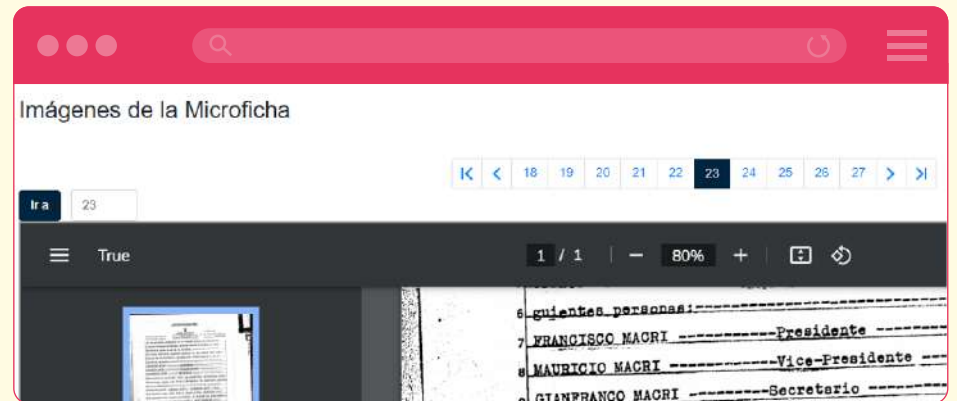 Imágenes de la Microficha
18 19 20 21 22 23 24 25 26 27
Ir a 23
True 1 / 1 80%
6 guientes personas:
7 FRANCISCO MACRI Presidente
8 MAURICIO MACRI Vice-Presidente
GIANFRANCO MACRI Secretario